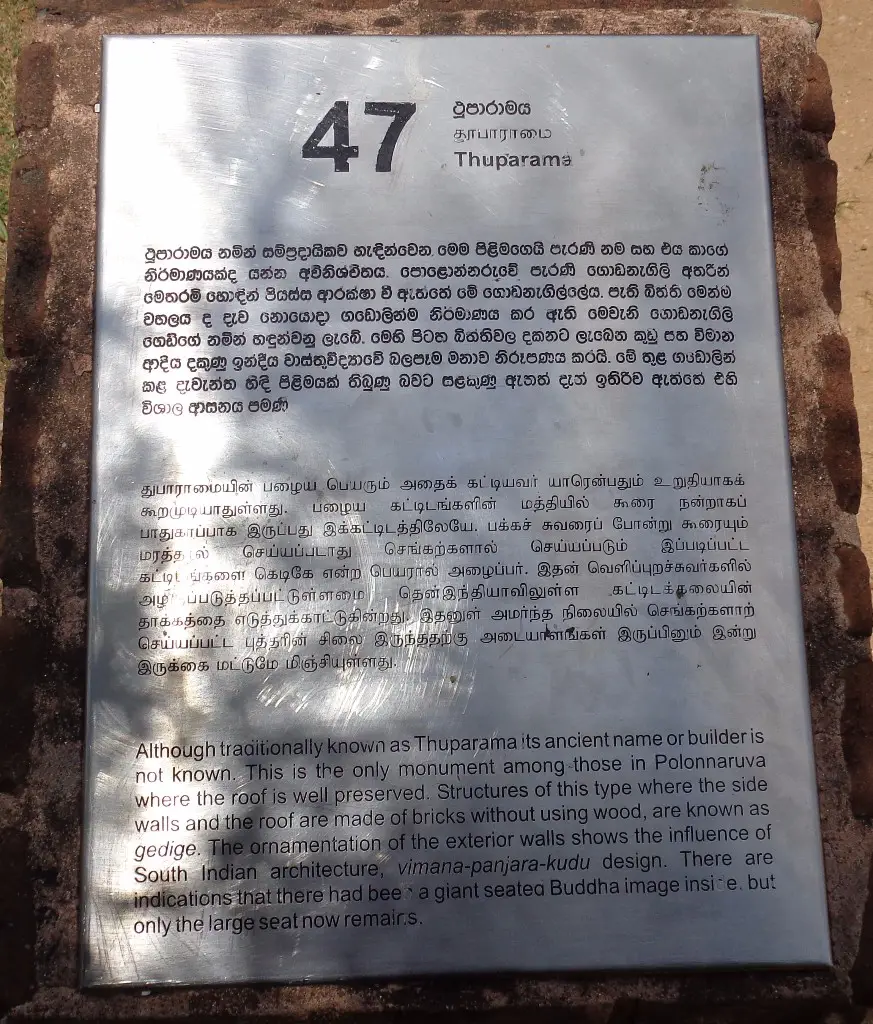 47
ථූපාරාමය
தூபாராமை
Thuparama
ථූපාරාමය නමින් සම්ප්‍රදායිකව හැඳින්වෙන මෙම පිළිමගෙයි පැරණි නම සහ එය කාගේ
නිර්මාණයක්ද යන්න අවිනිශ්චිතය. පොළොන්නරුවේ පැරණි ගොඩනැගිලි අතරින්
මෙතරම් හොඳින් පියස්ස ආරක්ෂා වී ඇත්තේ මේ ගොඩනැගිල්ලේය. පැති බිත්ති මෙන්ම
වහලය ද දැව නොයොදා ගඩොලින්ම නිර්මාණය කර ඇති මෙවැනි ගොඩනැගිලි
ගෙඩිගේ නමින් හඳුන්වනු ලැබේ. මෙහි පිටත බිත්තිවල දක්නට ලැබෙන කුඩු සහ විමාන
ආදිය දකුණු ඉන්දීය වාස්තුවිද්‍යාවේ බලපෑම මනාව නිරූපණය කරයි. මේ තුළ ගඩොලින්
කළ දැවැන්ත හිඳි පිළිමයක් තිබුණු බවට සළකුණු ඇතත් දැන් ඉතිරිව ඇත්තේ එහි
විශාල ආසනය පමණි
துபாராமையின் பழைய பெயரும் அதைக் கட்டியவர் யாரென்பதும் உறுதியாகக்
கூறமுடியாதுள்ளது. பழைய கட்டிடங்களின் மத்தியில் கூரை நன்றாகப்
பாதுகாப்பாக இருப்பது இக்கட்டிடத்திலேயே. பக்கச் சுவரைப் போன்று கூரையும்
மரத்தால் செய்யப்படாது செங்கற்களால் செய்யப்படும் இப்படிப்பட்ட
கட்டிடங்களை கெடிகே என்ற பெயரால் அழைப்பர். இதன் வெளிப்புறச்சுவர்களில்
தென்இந்தியாவிலுள்ள கட்டிடக்கலையின்
தாக்கத்தை எடுத்துக்காட்டுகின்றது. இதனுள் அமர்ந்த நிலையில் செங்கற்களாற்
செய்யப்பட்ட புத்தரின் சிலை இருந்ததற்கு அடையாளங்கள் இருப்பினும் இன்று
இருக்கை மட்டுமே மிஞ்சியுள்ளது.
Although traditionally known as Thuparama its ancient name or builder is
not known. This is the only monument among those in Polonnaruva
where the roof is well preserved. Structures of this type where the side
walls and the roof are made of bricks without using wood, are known as
gedige. The ornamentation of the exterior walls shows the influence of
South Indian architecture, vimana-panjara-kudu design. There are
indications that there had been a giant seated Buddha image inside, but
only the large seat now remains.